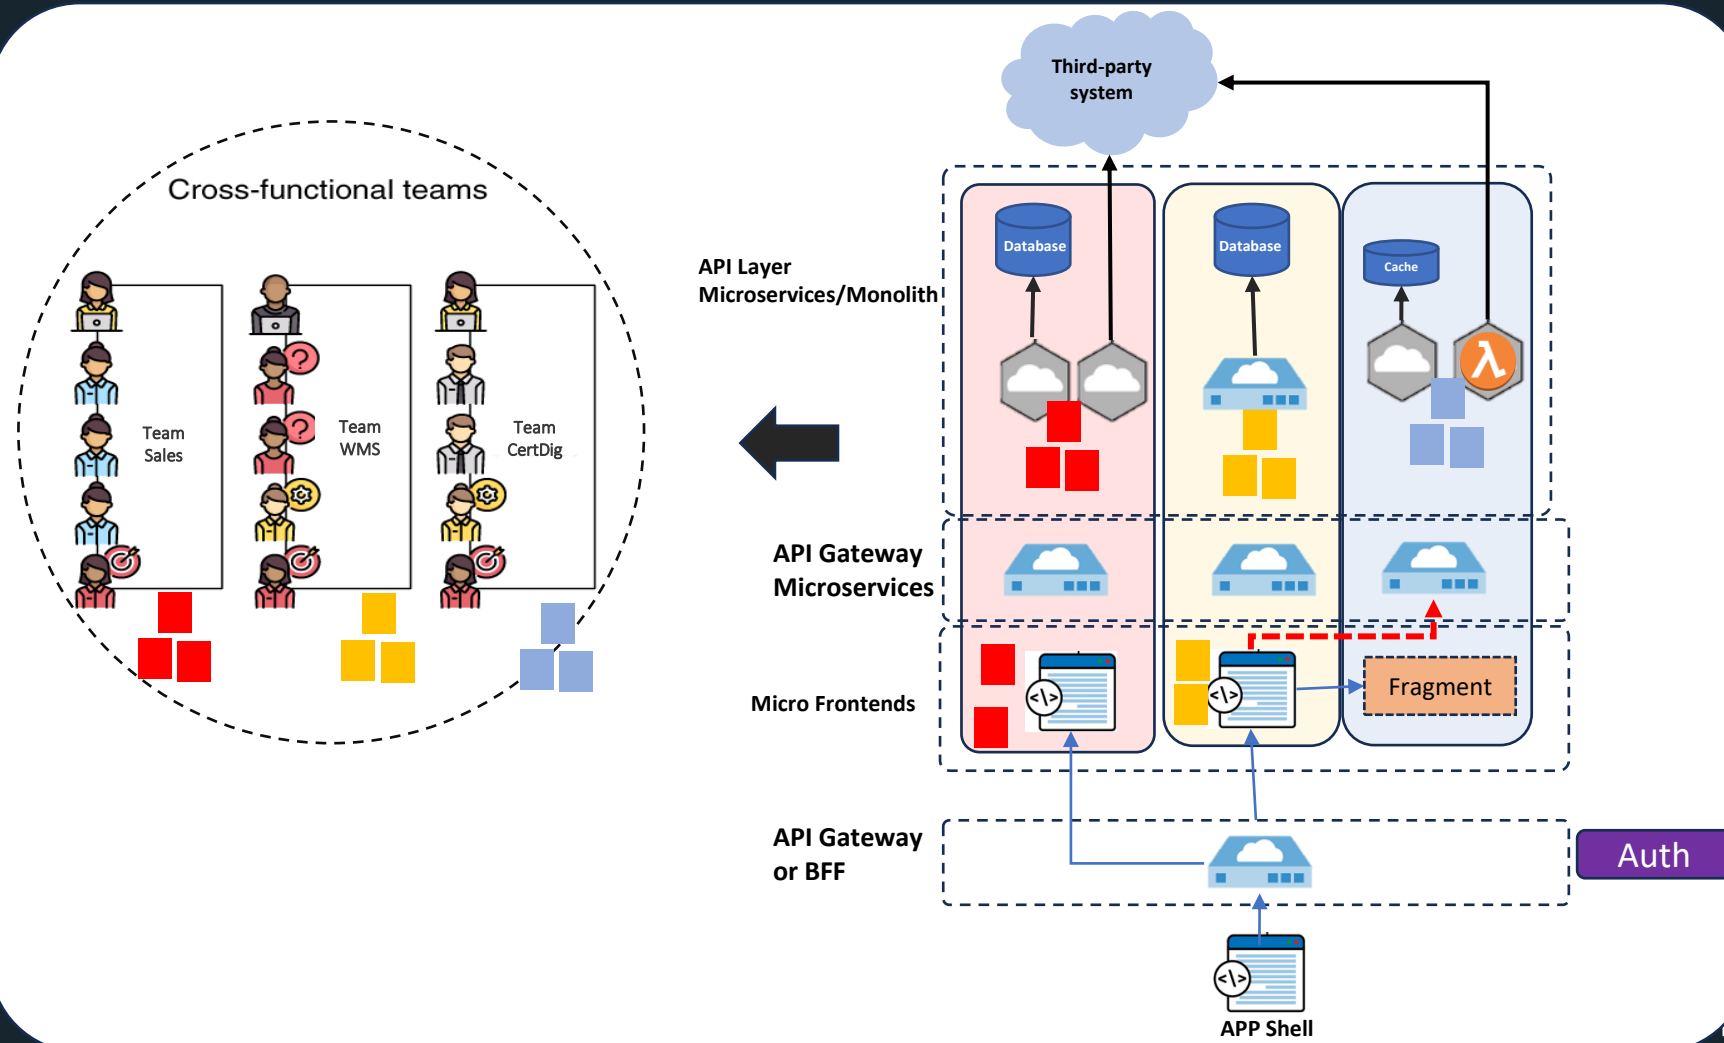 Third-party
system
Cross-functional teams
Team
Sales
Team
WMS
Team
CertDig
API Layer
Microservices/Monolith
Database
Database
Cache
λ
API Gateway
Microservices
Micro Frontends
</>
</>
Fragment
API Gateway
or BFF
Auth
</>
APP Shell